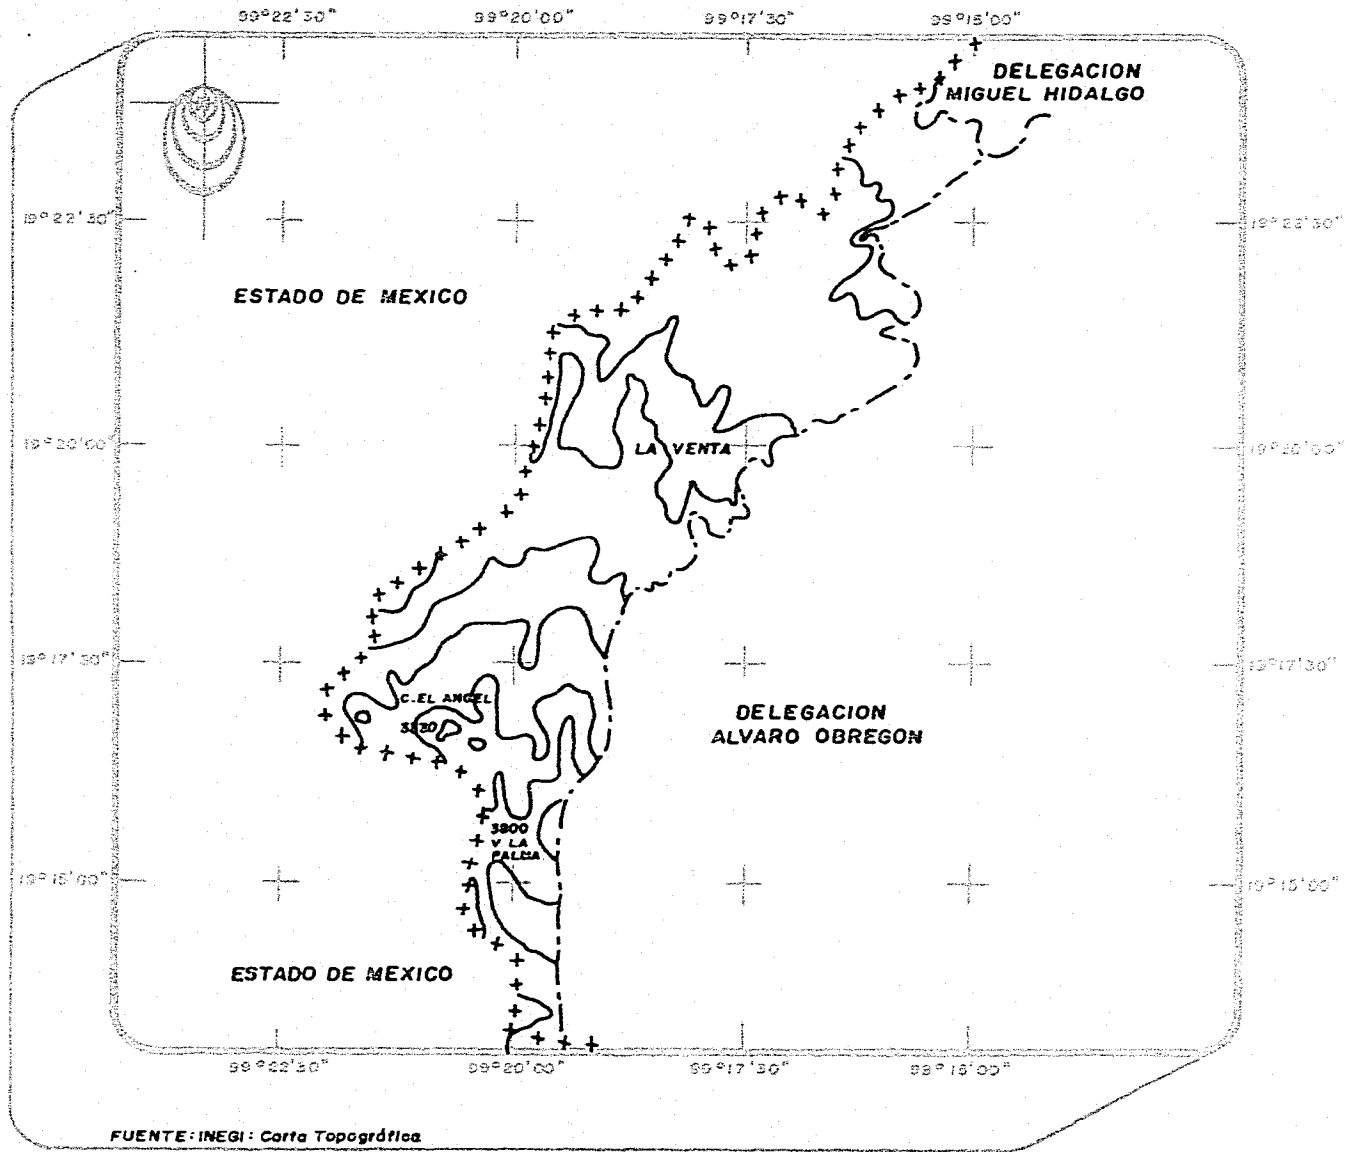 99°22'30" 99°20'00" 99°17'30" 99°15'00"
DELEGACION
MIGUEL HIDALGO
19°22'30" 19°22'30"
ESTADO DE MEXICO
19°20'00" LA VENTA 19°20'00"
19°17'30" 19°17'30"
C. EL ANGEL
DELEGACION
ALVARO OBREGON
3800
V LA
PALMA
19°15'00" 19°15'00"
ESTADO DE MEXICO
99°22'30" 99°20'00" 99°17'30" 99°15'00"
FUENTE: INEGI: Carta Topográfica